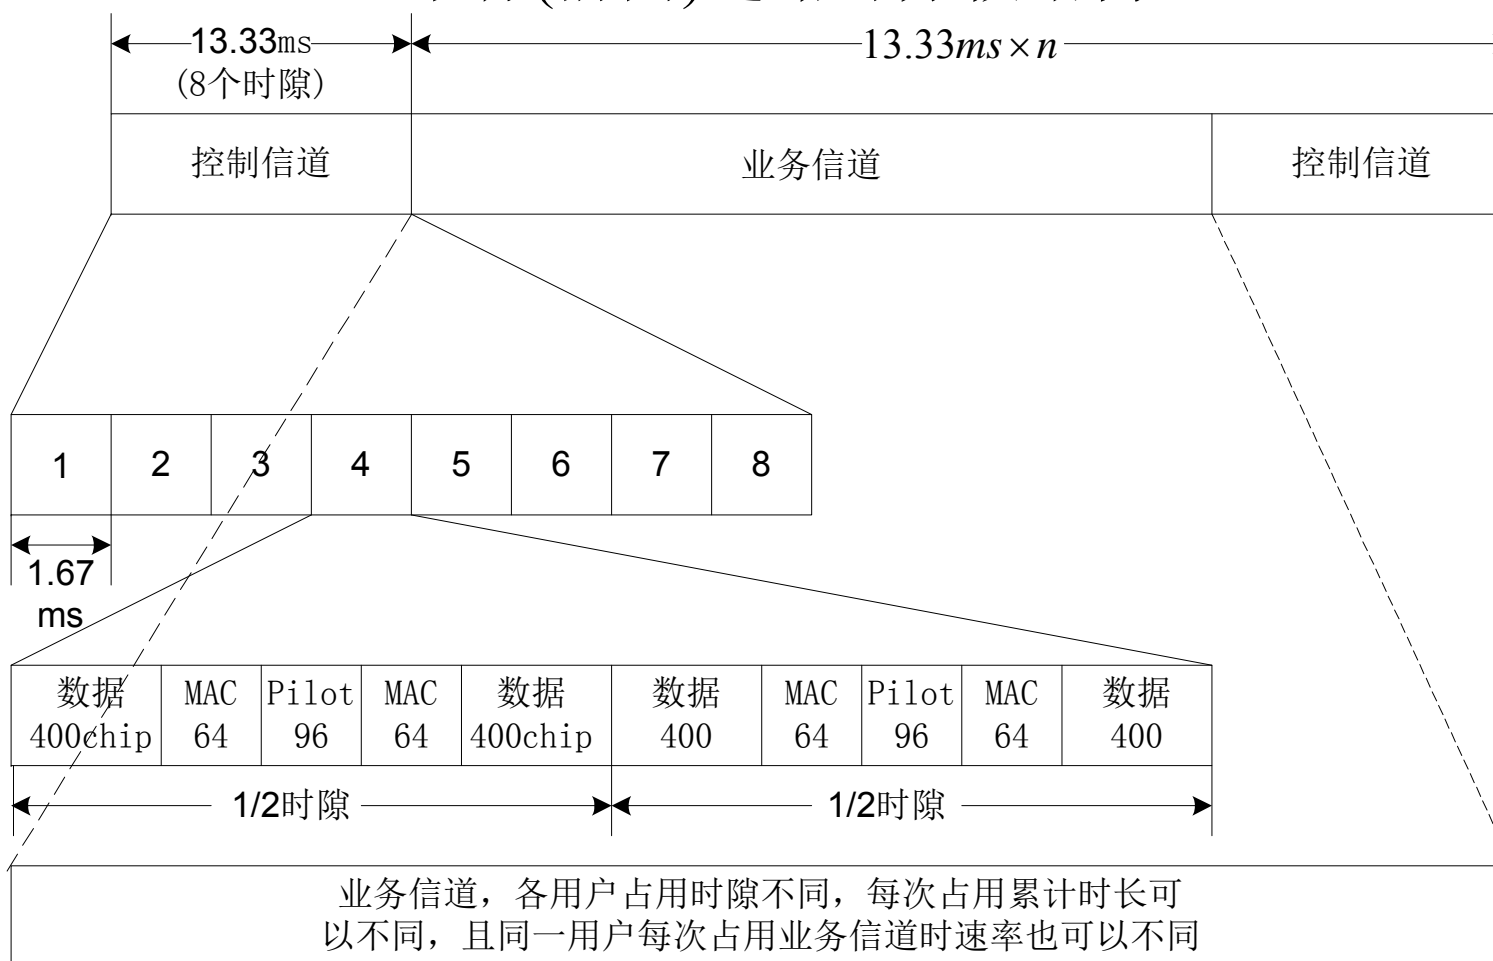 13.33ms
13.33ms×n
(8个时隙)
控制信道
业务信道
控制信道
1
2
3
4
5
6
7
8
1.67
ms
数据
400chip
MAC
64
Pilot
96
MAC
64
数据
400chip
数据
400
MAC
64
Pilot
96
MAC
64
数据
400
1/2时隙
1/2时隙
业务信道，各用户占用时隙不同，每次占用累计时长可
以不同，且同一用户每次占用业务信道时速率也可以不同